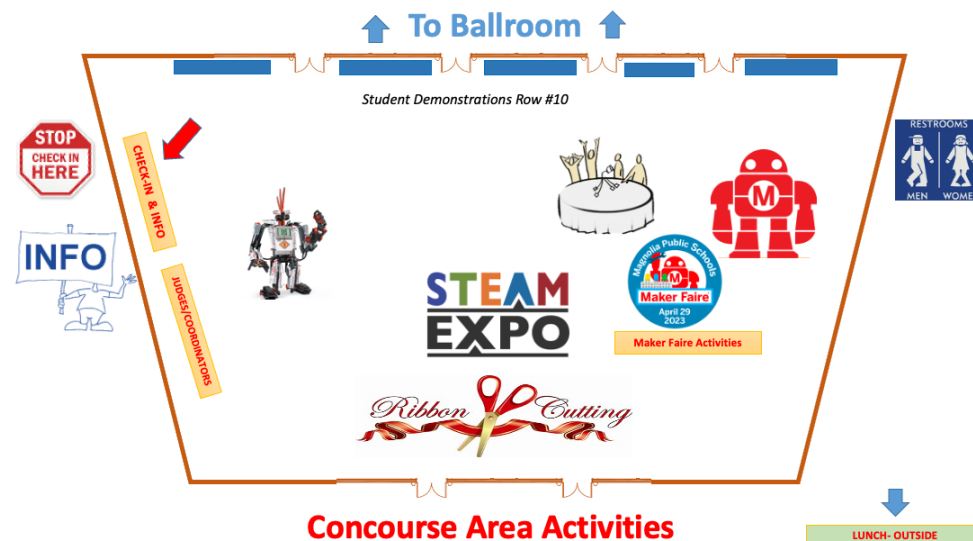 To Ballroom
Student Demonstrations Row #10
STOP
CHECK IN
HERE
CHECK-IN & INFO
INFO
JUDGES/COORDINATORS
RESTROOMS
MEN WOME
M
STEAM
EXPO
Magnolia Public Schools
Maker Faire
April 29
2023
Maker Faire Activities
Ribbon Cutting
Concourse Area Activities
LUNCH- OUTSIDE